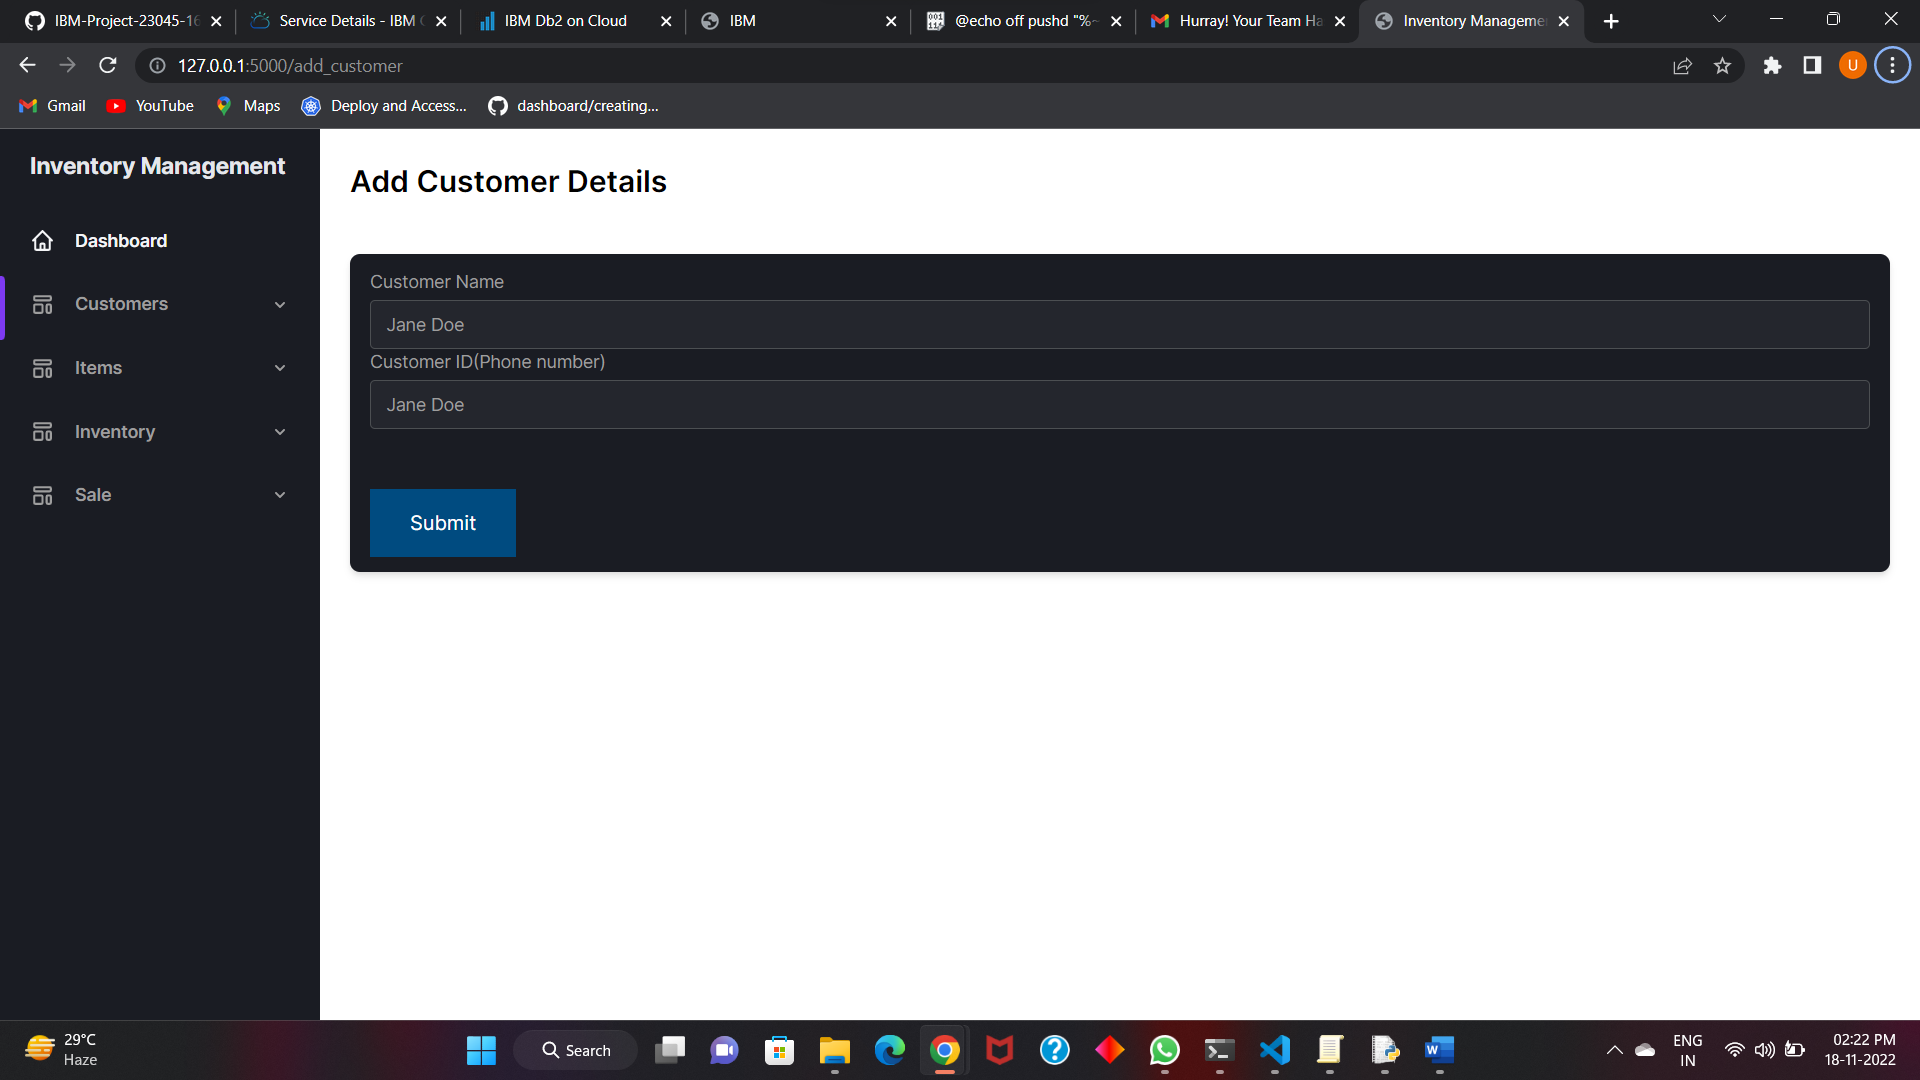 IBM-Project-23045-16
Service Details - IBM C
IBM Db2 on Cloud
IBM
@echo off pushd "%~
Hurray! Your Team Ha
Inventory Managemen
127.0.0.1:5000/add_customer
U
Gmail
YouTube
Maps
Deploy and Access...
dashboard/creating...
Inventory Management
Dashboard
Customers
Items
Inventory
Sale
Add Customer Details
Customer Name
Jane Doe
Customer ID(Phone number)
Jane Doe
Submit
29°C
Haze
Search
ENG
IN
02:22 PM
18-11-2022